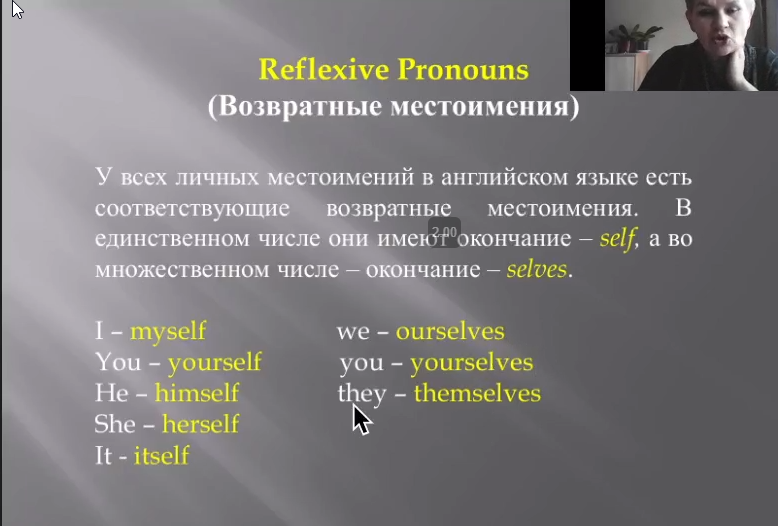 Reflexive Pronouns
(Возвратные местоимения)
У всех личных местоимений в английском языке есть
соответствующие возвратные местоимения. В
единственном числе они имеют окончание – self, а во
множественном числе – окончание – selves.
2.00
I – myself
You – yourself
He – himself
She – herself
It - itself
we – ourselves
you – yourselves
they – themselves